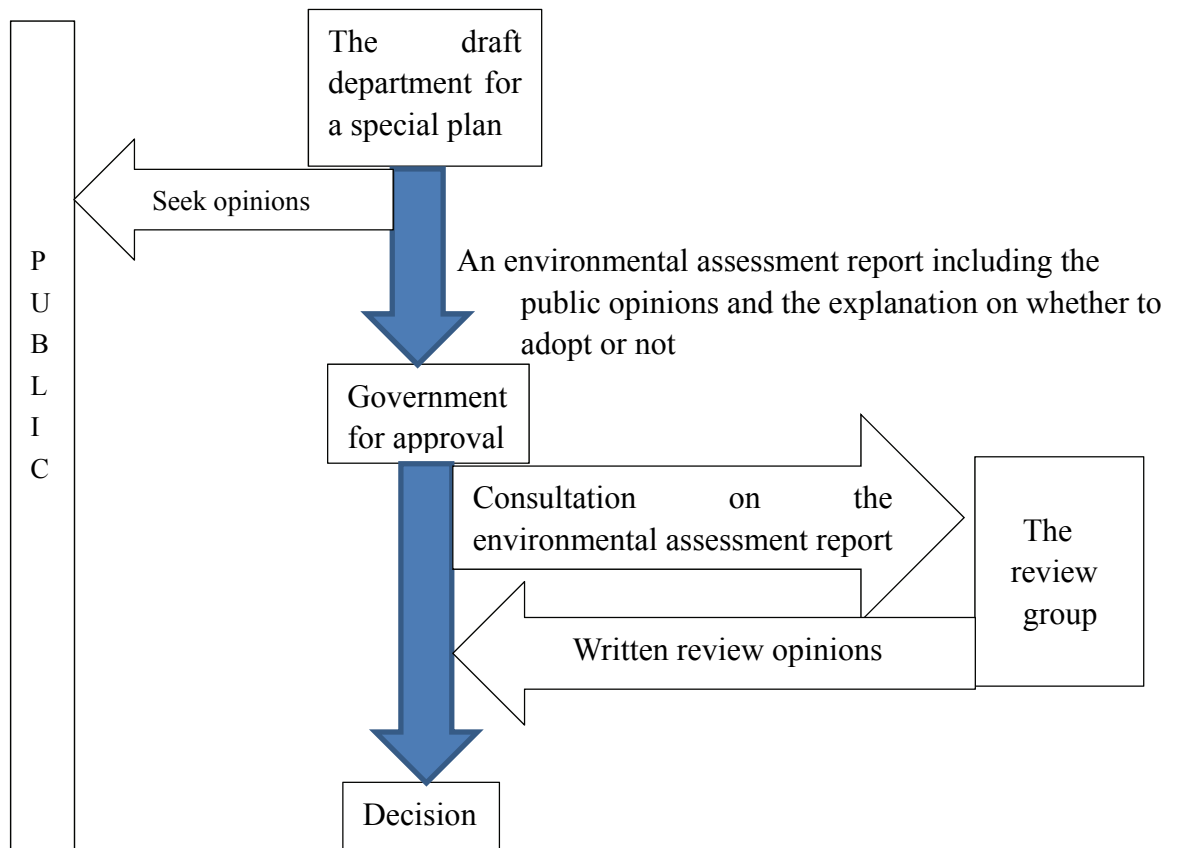 The draft
department for
a special plan
Seek opinions
P
U
B
L
I
C
An environmental assessment report including the
public opinions and the explanation on whether to
adopt or not
Government
for approval
Consultation on the
environmental assessment report
The
review
group
Written review opinions
Decision